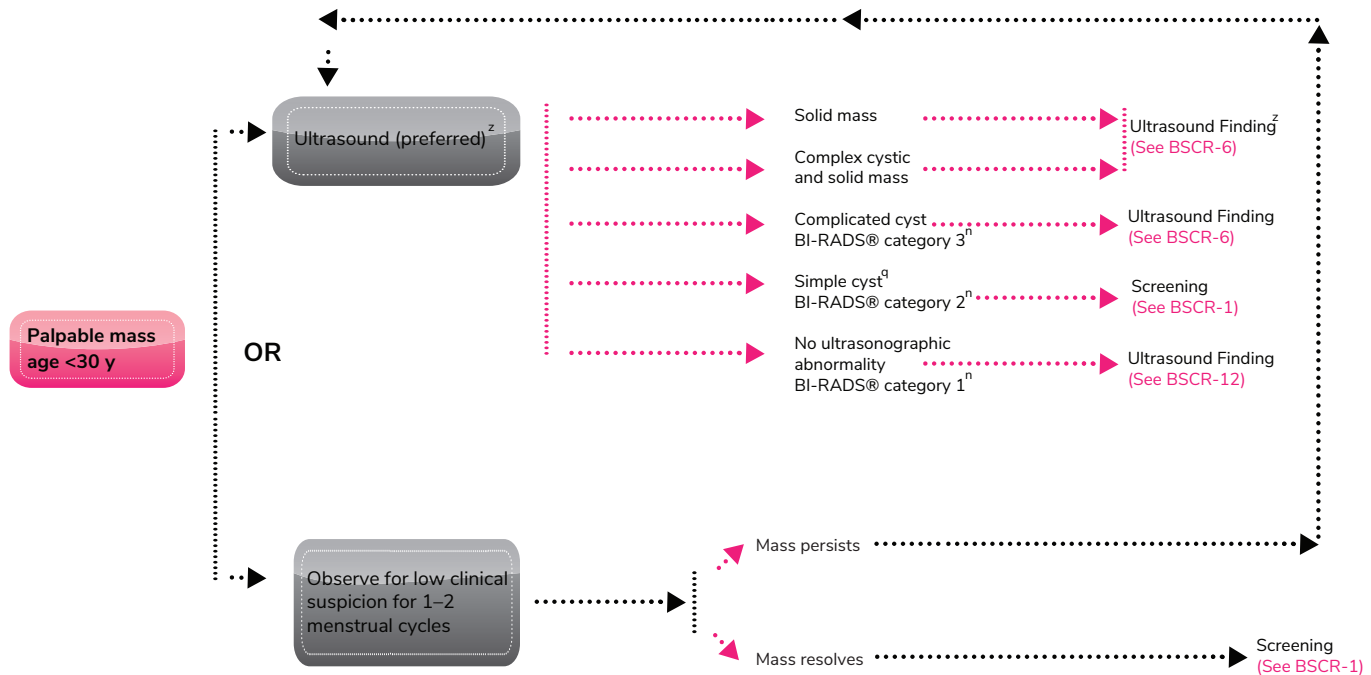 Palpable mass
age <30 y
OR
Ultrasound (preferred)z
Solid mass
Complex cystic
and solid mass
Ultrasound Findingz
(See BSCR-6)
Complicated cyst
BI-RADS® category 3n
Ultrasound Finding
(See BSCR-6)
Simple cystq
BI-RADS® category 2n
Screening
(See BSCR-1)
No ultrasonographic
abnormality
BI-RADS® category 1n
Ultrasound Finding
(See BSCR-12)
Observe for low clinical
suspicion for 1–2
menstrual cycles
Mass persists
Mass resolves
Screening
(See BSCR-1)